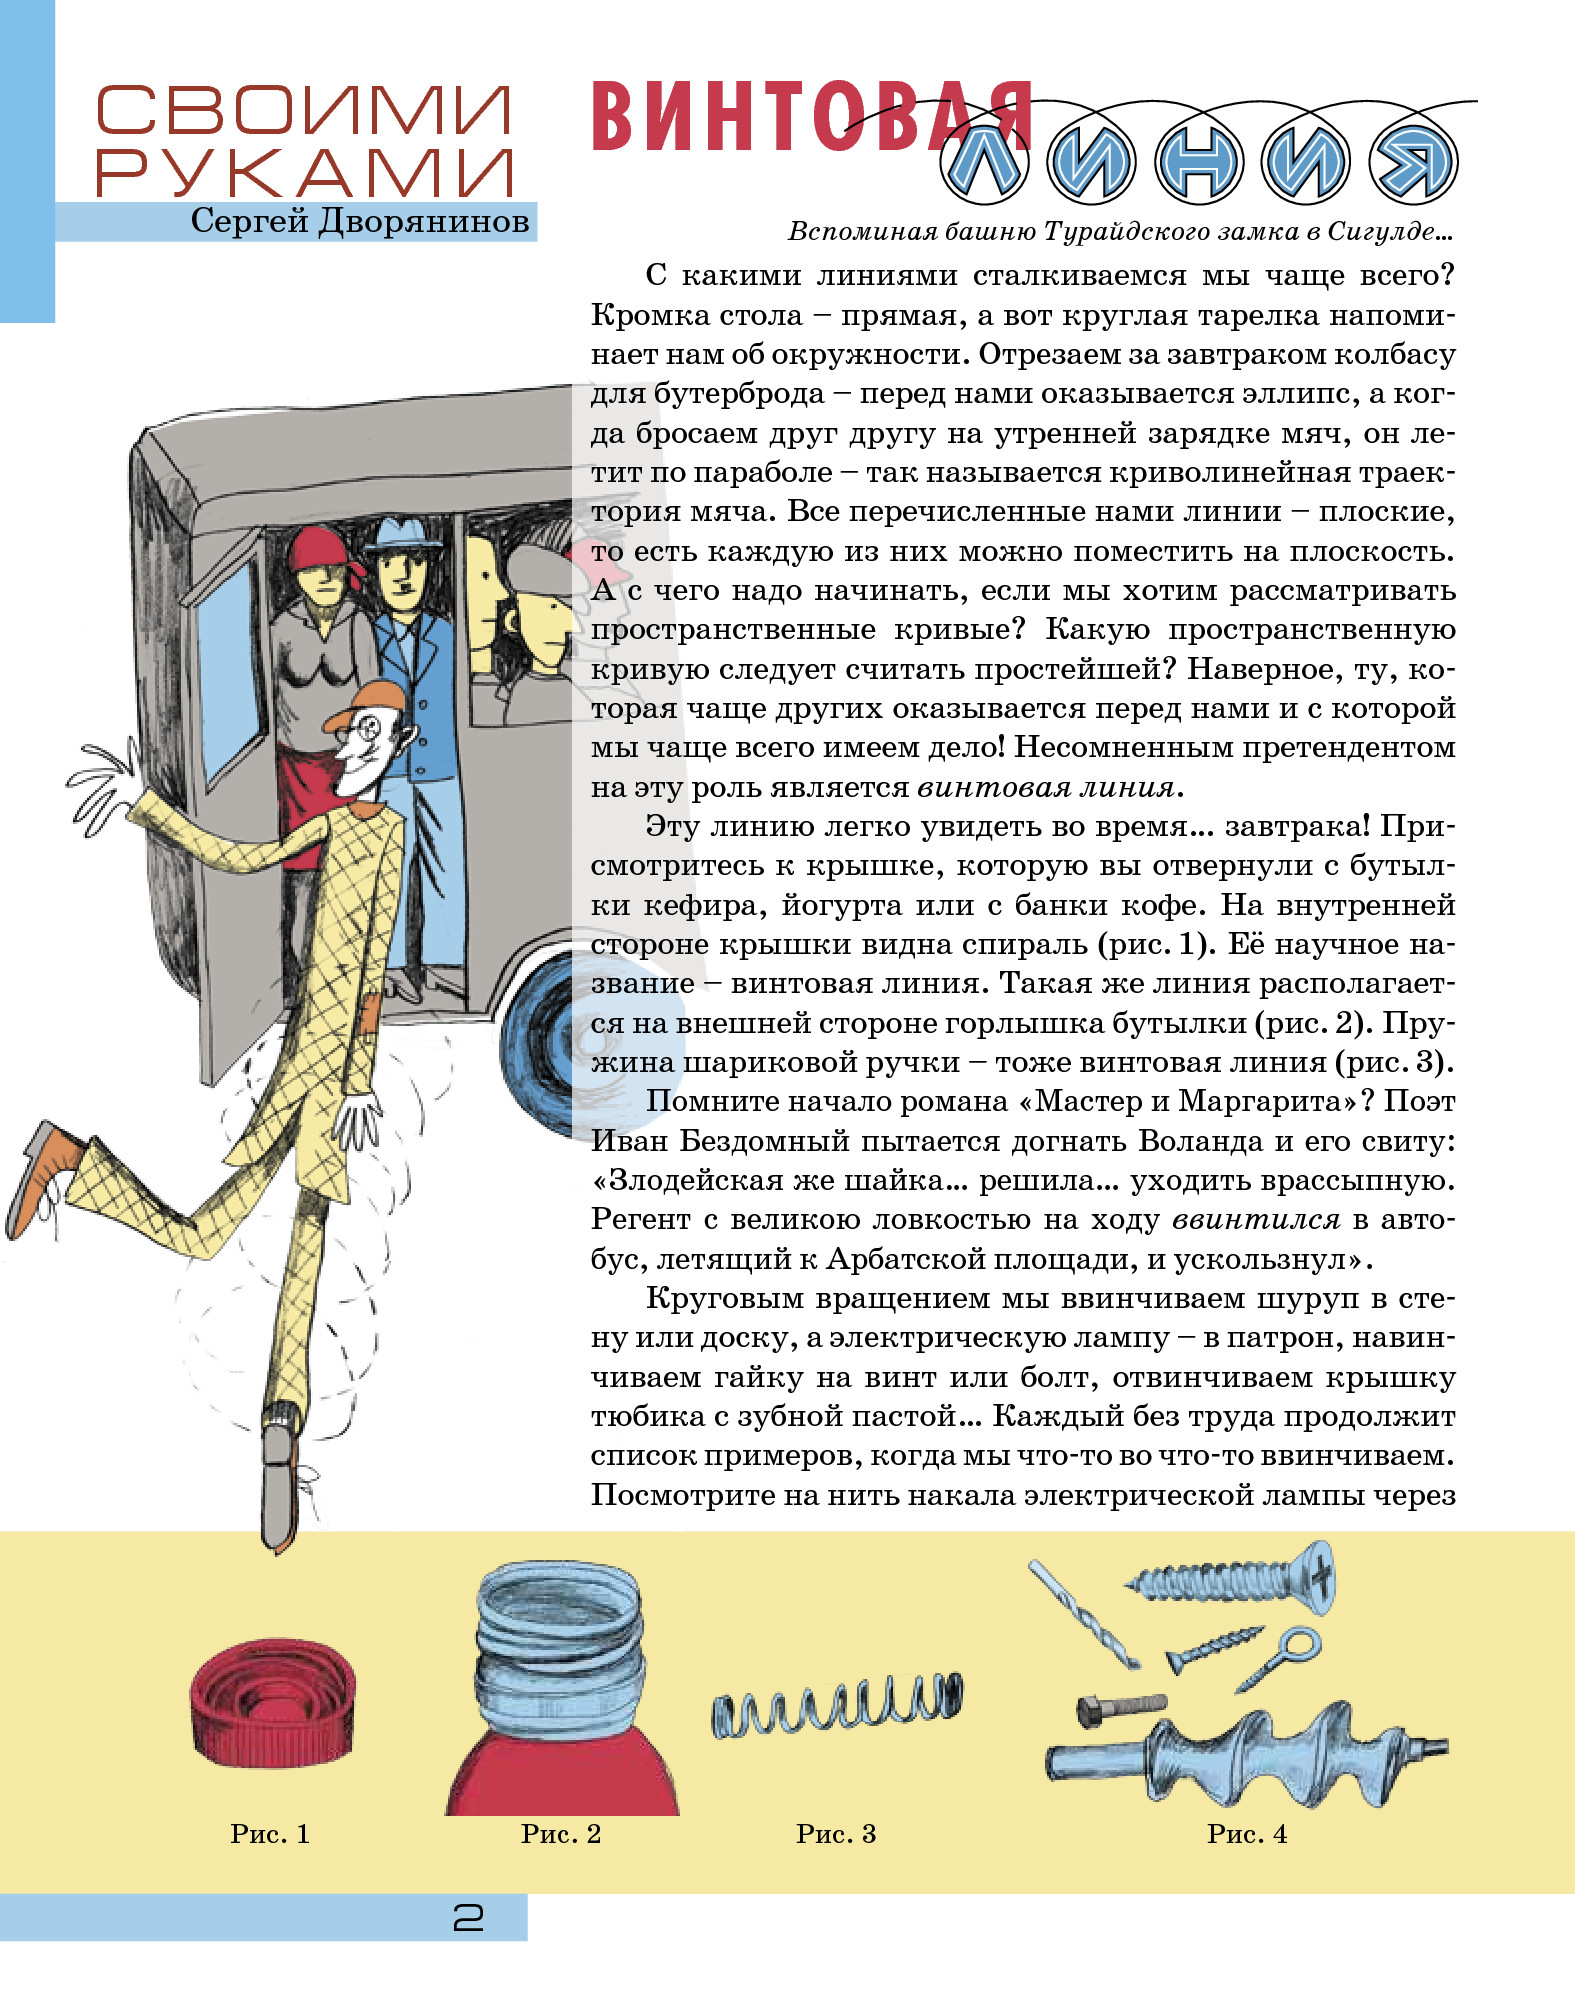 СВОИМИ
РУКАМИ
Сергей Дворянинов
ВИНТОВАЯ
ЛИНИЯ
Вспоминая башню Турайдского замка в Сигулде…
С какими линиями сталкиваемся мы чаще всего?
Кромка стола – прямая, а вот круглая тарелка напоми-
нает нам об окружности. Отрезаем за завтраком колбасу
для бутерброда – перед нами оказывается эллипс, а ког-
да бросаем друг другу на утренней зарядке мяч, он ле-
тит по параболе – так называется криволинейная траек-
тория мяча. Все перечисленные нами линии – плоские,
то есть каждую из них можно поместить на плоскость.
А с чего надо начинать, если мы хотим рассматривать
пространственные кривые? Какую пространственную
кривую следует считать простейшей? Наверное, ту, ко-
торая чаще других оказывается перед нами и с которой
мы чаще всего имеем дело! Несомненным претендентом
на эту роль является винтовая линия.
Эту линию легко увидеть во время… завтрака! При-
смотритесь к крышке, которую вы отвернули с бутыл-
ки кефира, йогурта или с банки кофе. На внутренней
стороне крышки видна спираль (рис. 1). Её научное на-
звание – винтовая линия. Такая же линия располагает-
ся на внешней стороне горлышка бутылки (рис. 2). Пру-
жина шариковой ручки – тоже винтовая линия (рис. 3).
Помните начало романа «Мастер и Маргарита»? Поэт
Иван Бездомный пытается догнать Воланда и его свиту:
«Злодейская же шайка… решила… уходить врассыпную.
Регент с великою ловкостью на ходу ввинтился в авто-
бус, летящий к Арбатской площади, и ускользнул».
Круговым вращением мы ввинчиваем шуруп в сте-
ну или доску, а электрическую лампу – в патрон, навин-
чиваем гайку на винт или болт, отвинчиваем крышку
тюбика с зубной пастой… Каждый без труда продолжит
список примеров, когда мы что-то во что-то ввинчиваем.
Посмотрите на нить накала электрической лампы через
Рис. 1
Рис. 2
Рис. 3
Рис. 4
2